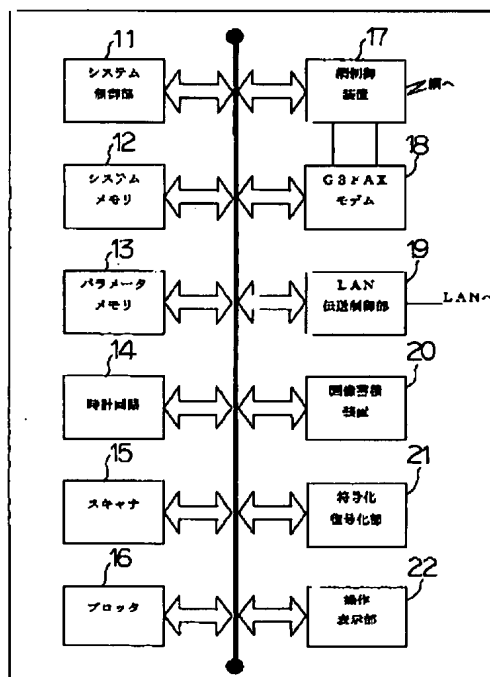 11
システム
制御部
12
システム
メモリ
13
パラメータ
メモリ
14
時計回路
15
スキャナ
16
プロッタ
17
網制御
装置
網へ
18
G3FAX
モデム
19
LAN
伝送制御部
LANへ
20
画像蓄積
装置
21
符号化
復号化部
22
操作
表示部